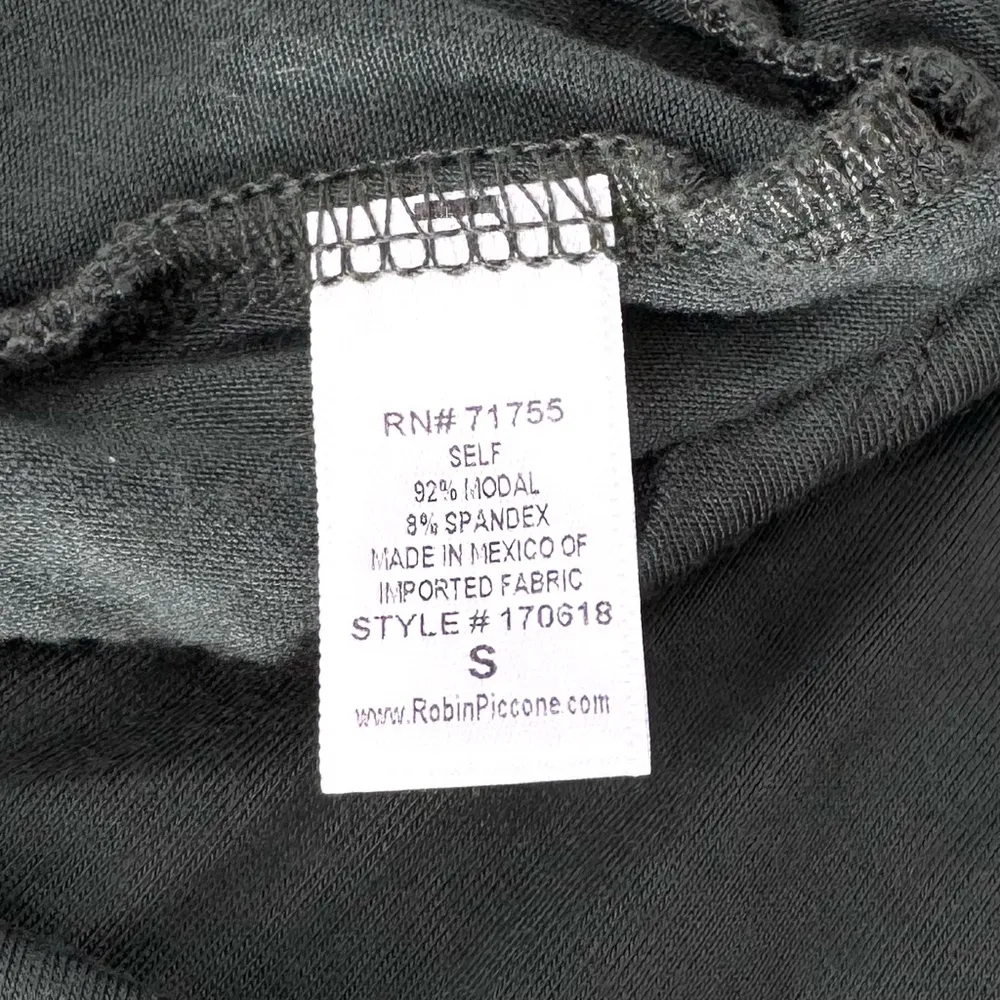 RN# 71755
SELF
92% MODAL
8% SPANDEX
MADE IN MEXICO OF
IMPORTED FABRIC
STYLE # 170618
S
www.RobinPiccone.com